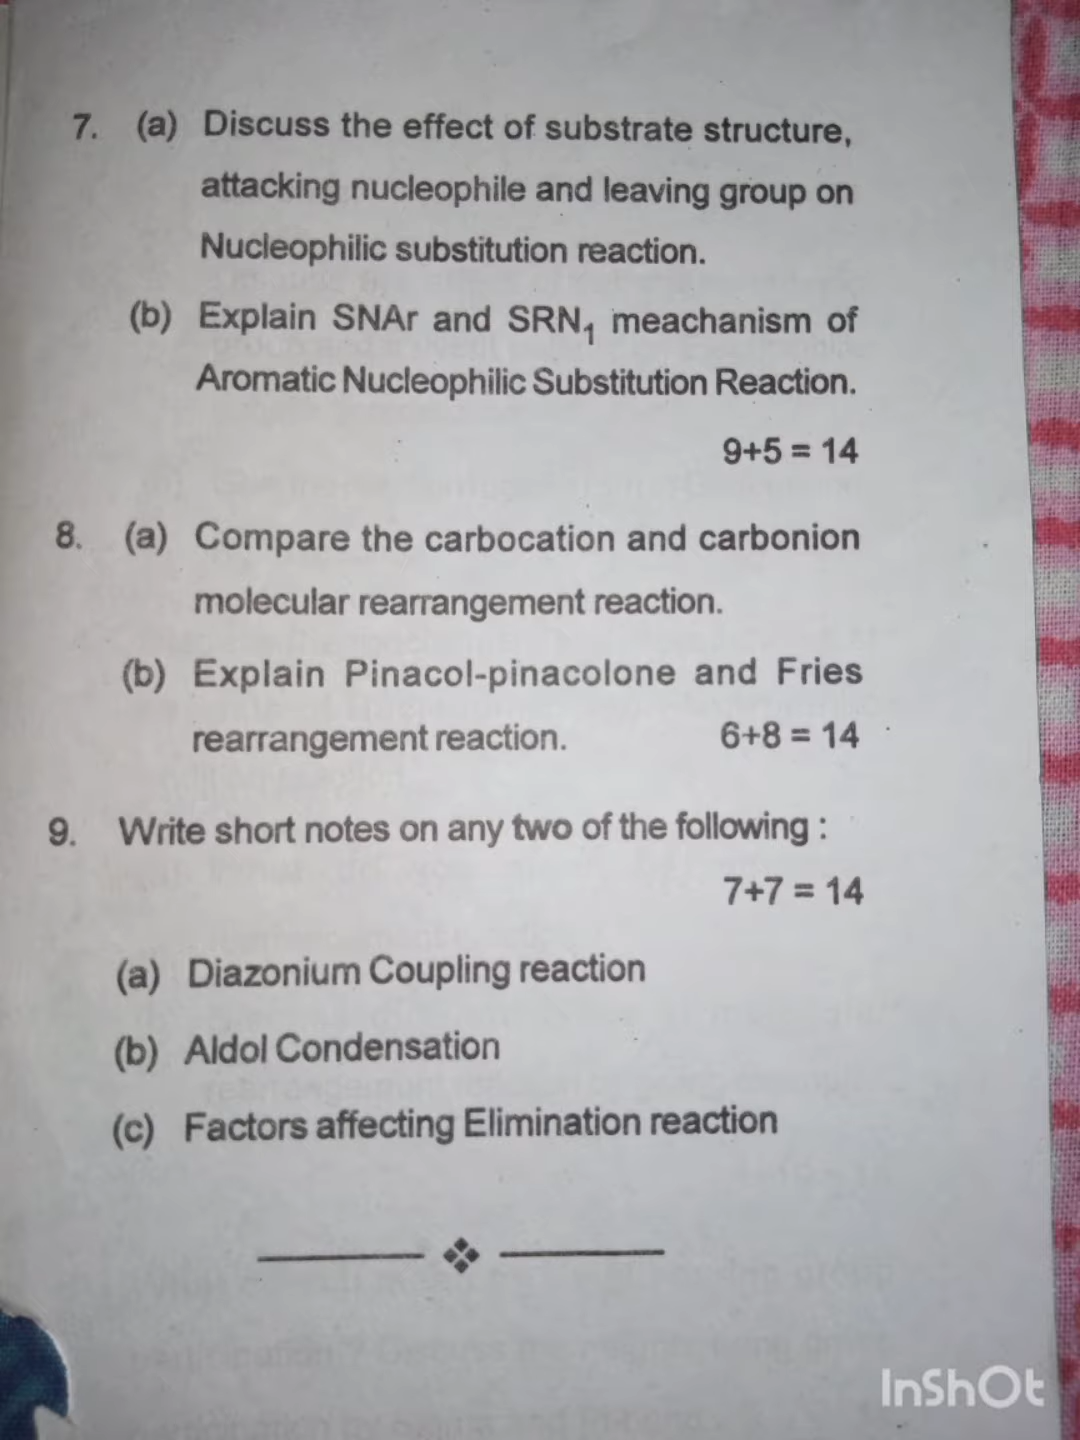 7. (a) Discuss the effect of substrate structure,
attacking nucleophile and leaving group on
Nucleophilic substitution reaction.
(b) Explain SNAr and SRN₁ meachanism of
Aromatic Nucleophilic Substitution Reaction.
9+5 = 14
8. (a) Compare the carbocation and carbonion
molecular rearrangement reaction.
(b) Explain Pinacol-pinacolone and Fries
rearrangement reaction. 6+8 = 14
9. Write short notes on any two of the following :
7+7 = 14
(a) Diazonium Coupling reaction
(b) Aldol Condensation
(c) Factors affecting Elimination reaction
InShOt